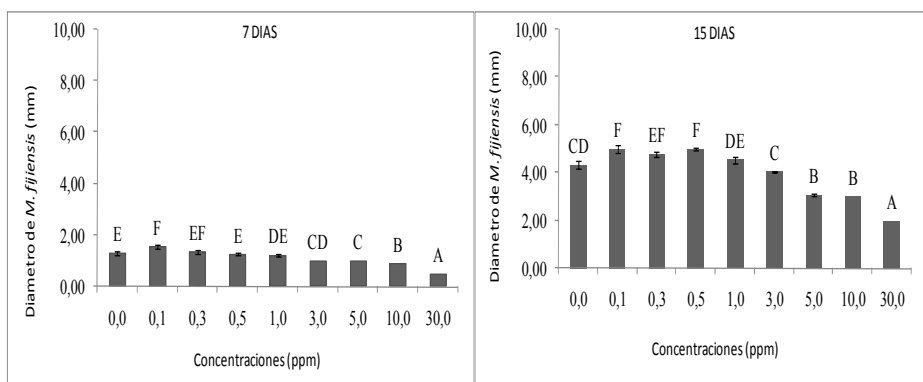 7 DIAS
Diametro de M. fijiensis (mm)
10,00
8,00
6,00
4,00
2,00
0,00
E F EF E DE CD C B A
0,0 0,1 0,3 0,5 1,0 3,0 5,0 10,0 30,0
Concentraciones (ppm)
15 DIAS
Diametro de M. fijiensis (mm)
10,00
8,00
6,00
4,00
2,00
0,00
CD F EF F DE C B B A
0,0 0,1 0,3 0,5 1,0 3,0 5,0 10,0 30,0
Concentraciones (ppm)